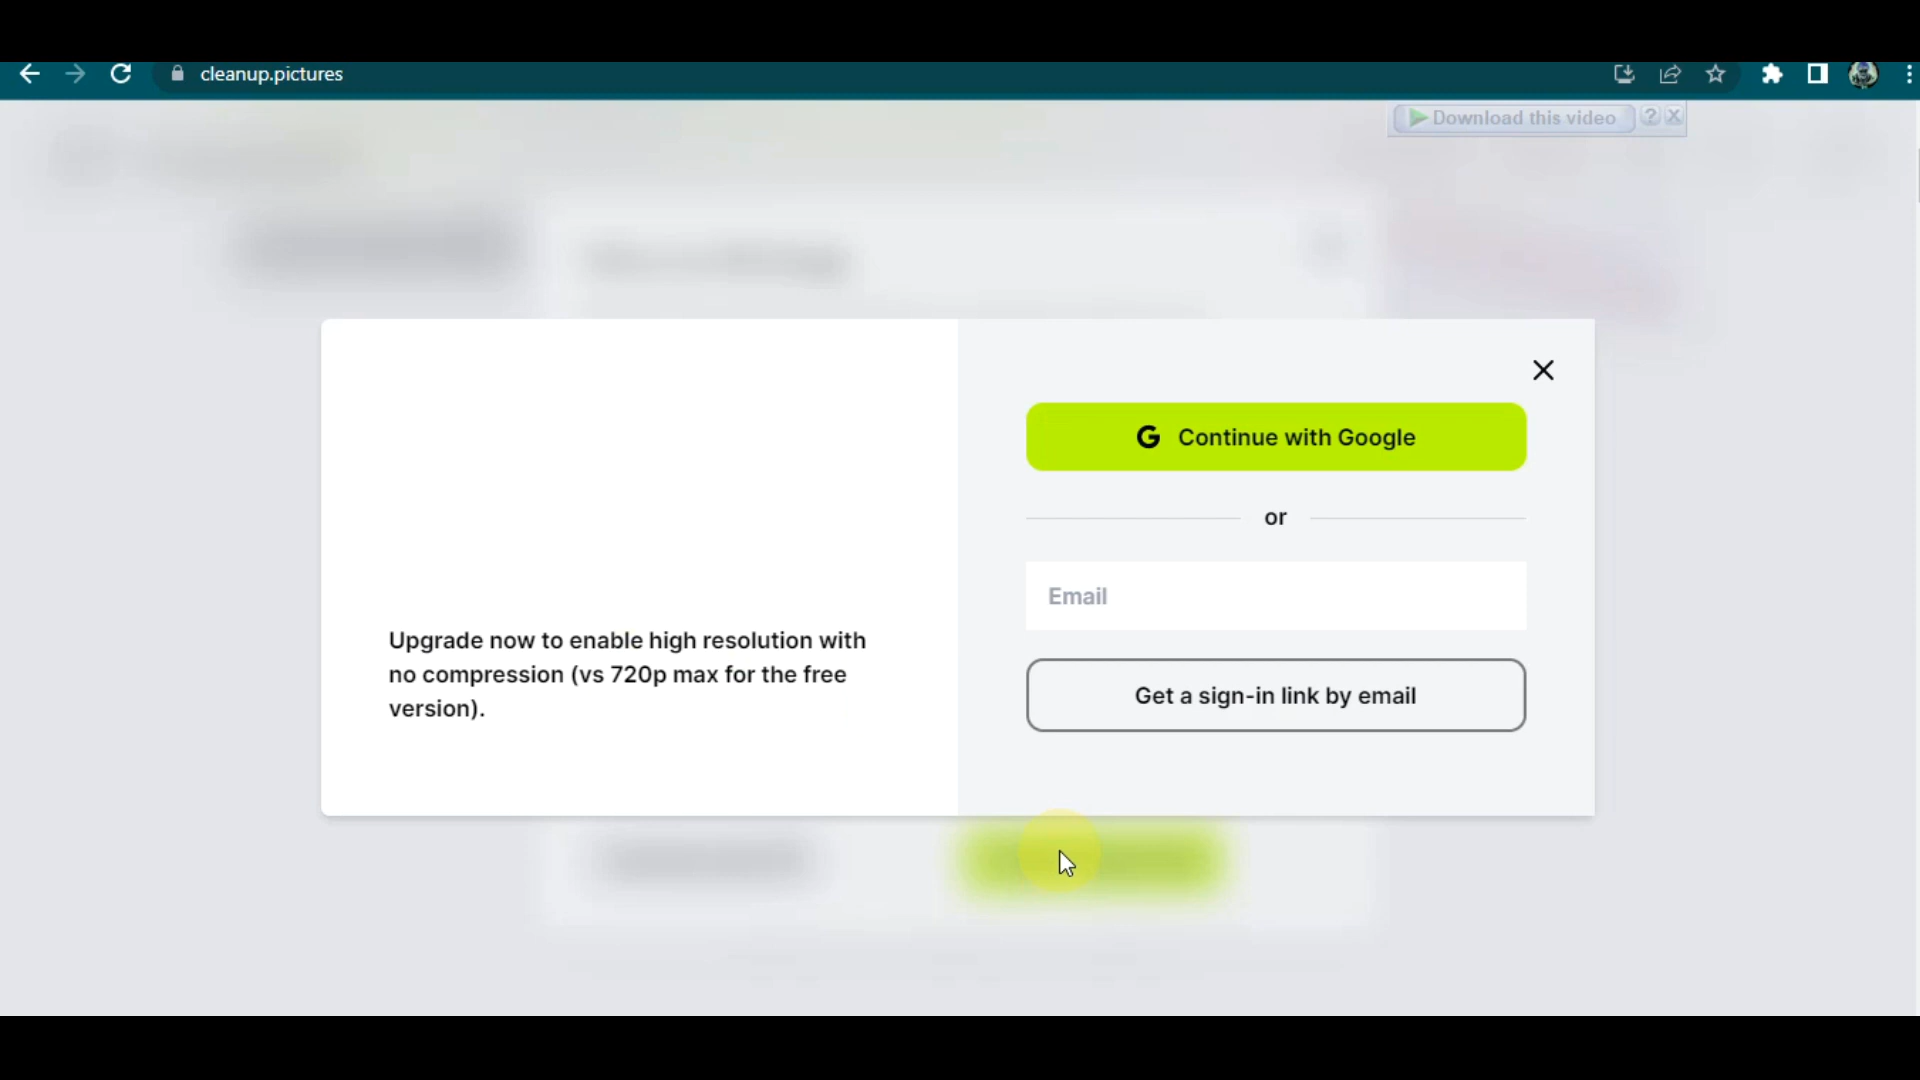 cleanup.pictures
Download this video
?
X
Continue with Google
or
Email
Upgrade now to enable high resolution with
no compression (vs 720p max for the free
version).
Get a sign-in link by email